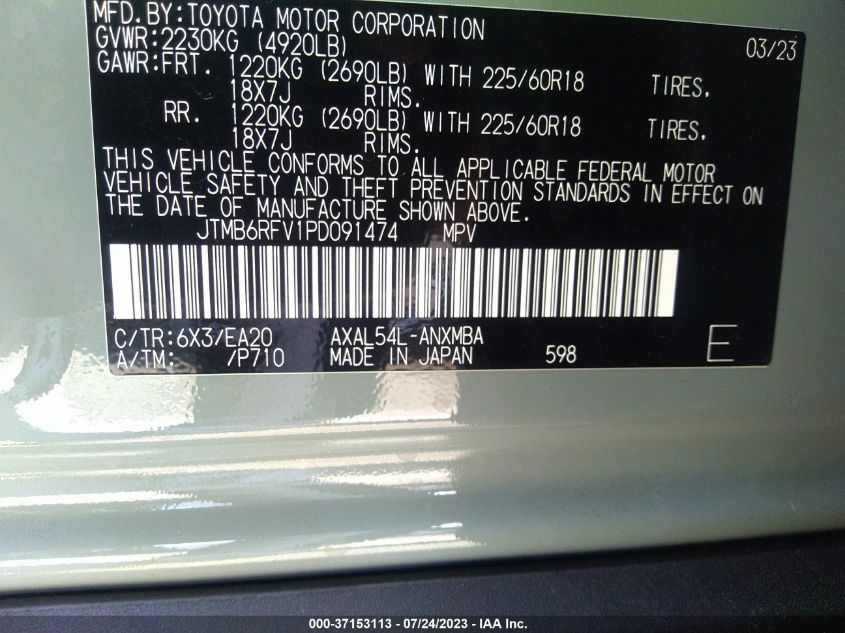 MFD.BY:TOYOTA MOTOR CORPORATION 03/23
GVWR:2230KG (4920LB)
GAWR:FRT. 1220KG (2690LB) WITH 225/60R18 TIRES,
18X7J RIMS.
RR. 1220KG (2690LB) WITH 225/60R18 TIRES,
18X7J RIMS.
THIS VEHICLE CONFORMS TO ALL APPLICABLE FEDERAL MOTOR
VEHICLE SAFETY AND THEFT PREVENTION STANDARDS IN EFFECT ON
THE DATE OF MANUFACTURE SHOWN ABOVE.
JTMB6RFV1PD091474 MPV
C/TR:6X3/EA20 AXAL54L-ANXMBA
A/TM: /P710 MADE IN JAPAN 598 E
000-37153113 - 07/24/2023 - IAA Inc.